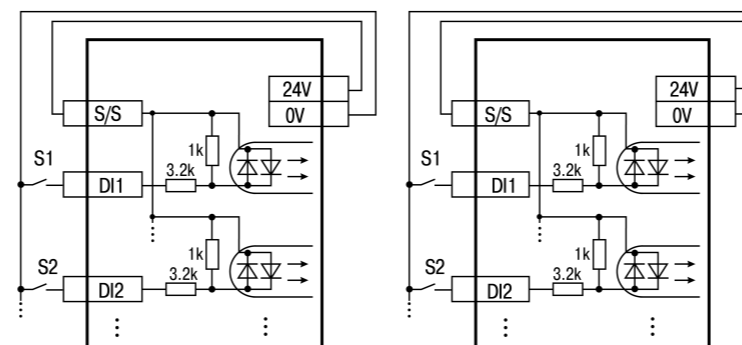 24V
S/S
0V
S1
1k
3.2k
DI1
S2
1k
3.2k
DI2
24V
S/S
0V
S1
1k
3.2k
DI1
S2
1k
3.2k
DI2